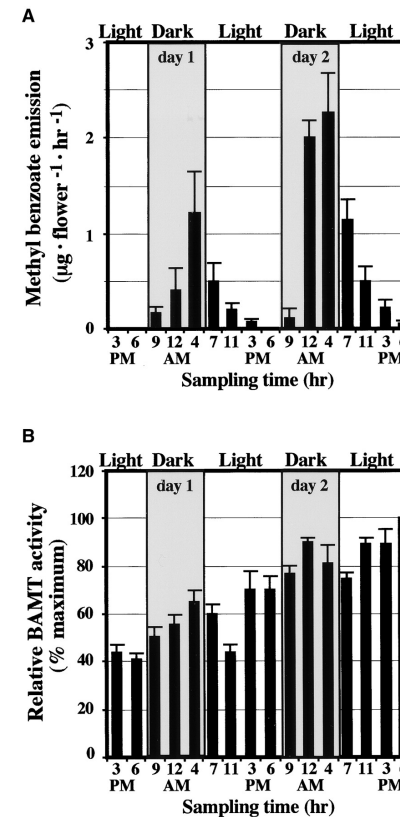 A
Light Dark Light Dark Light
day 1 day 2
3
2
1
0
Methyl benzoate emission
(µg · flower -1 · hr -1)
3 6 9 12 4 7 11 3 6 9 12 4 7 11 3
PM AM PM AM PM
Sampling time (hr)
B
Light Dark Light Dark Light
day 1 day 2
120
100
80
60
40
20
0
Relative BAMT activity
(% maximum)
3 6 9 12 4 7 11 3 6 9 12 4 7 11 3
PM AM PM AM PM
Sampling time (hr)